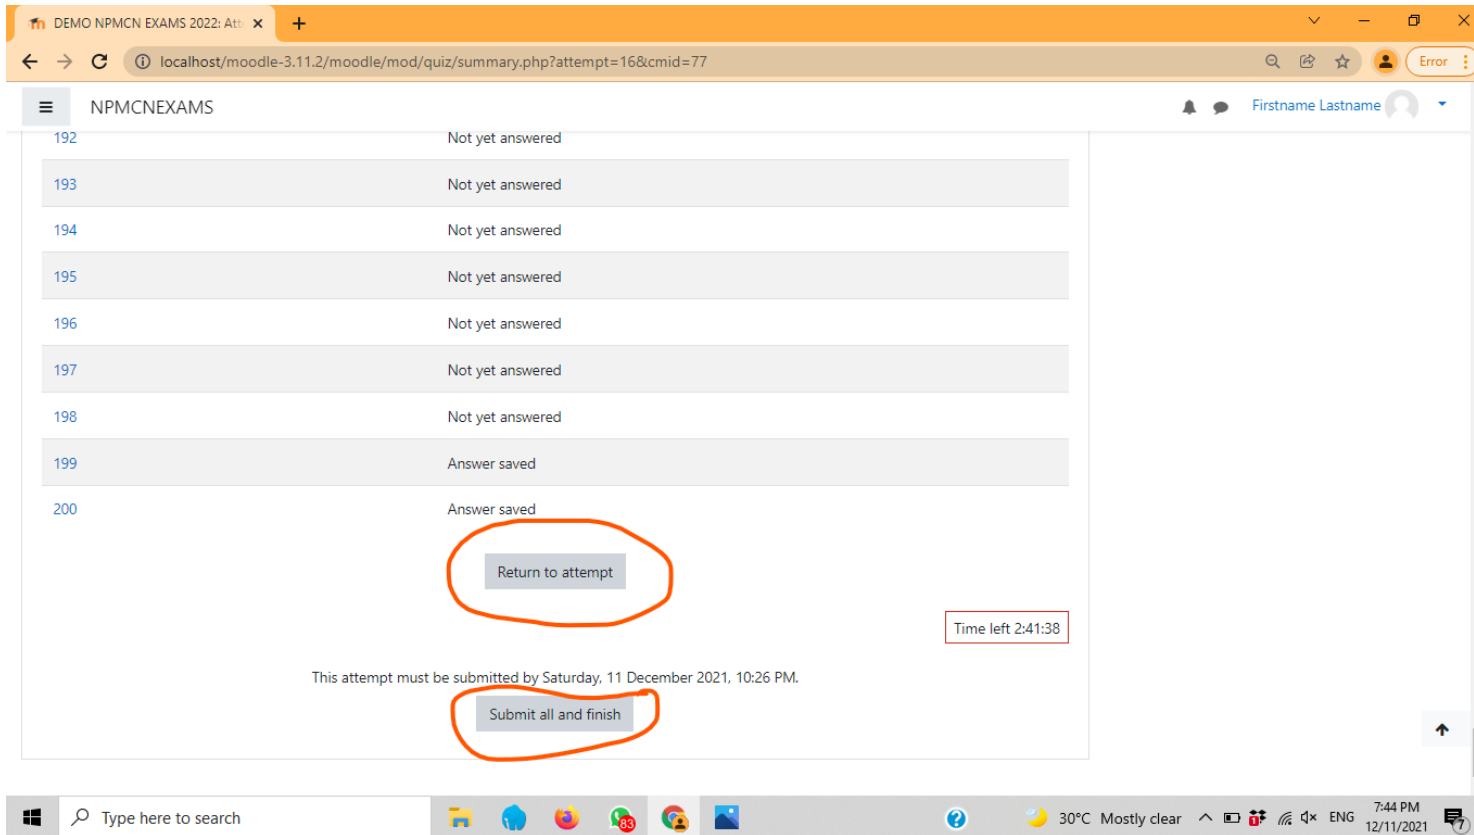 DEMO NPMCN EXAMS 2022: Att
localhost/moodle-3.11.2/moodle/mod/quiz/summary.php?attempt=16&cmid=77
Error
NPMCNEXAMS
Firstname Lastname
192 Not yet answered
193 Not yet answered
194 Not yet answered
195 Not yet answered
196 Not yet answered
197 Not yet answered
198 Not yet answered
199 Answer saved
200 Answer saved
Return to attempt
Time left 2:41:38
This attempt must be submitted by Saturday, 11 December 2021, 10:26 PM.
Submit all and finish
Type here to search
83
30°C Mostly clear
1
ENG
7:44 PM
12/11/2021
7